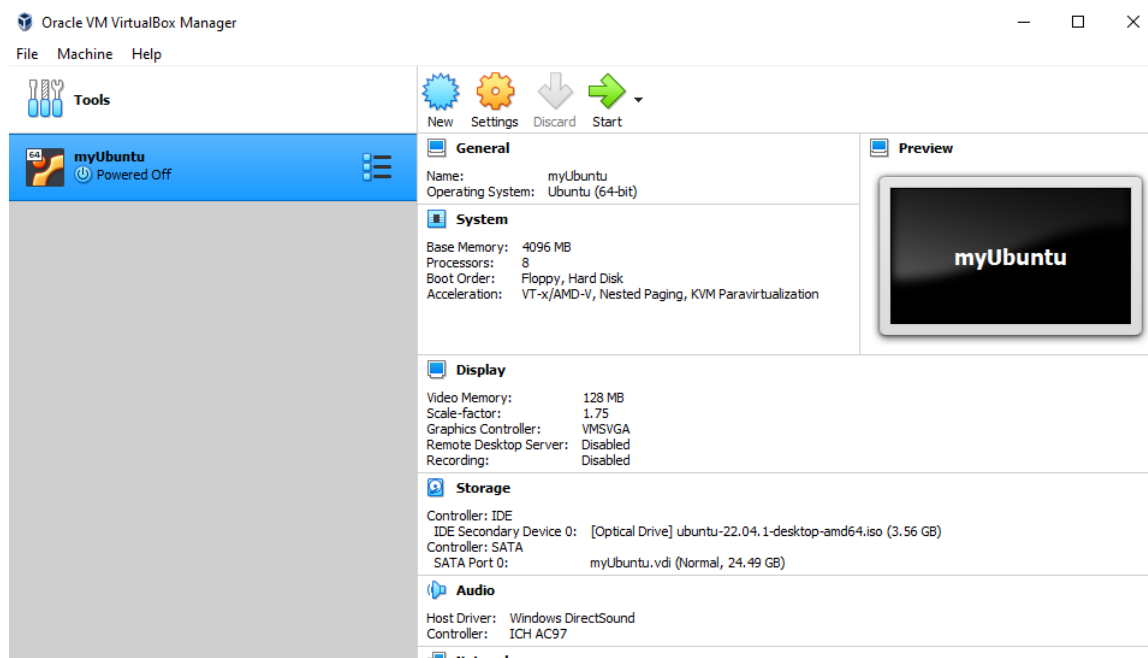 Oracle VM VirtualBox Manager
File Machine Help
Tools
New Settings Discard Start
64
myUbuntu
Powered Off
General
Name: myUbuntu
Operating System: Ubuntu (64-bit)
Preview
myUbuntu
System
Base Memory: 4096 MB
Processors: 8
Boot Order: Floppy, Hard Disk
Acceleration: VT-x/AMD-V, Nested Paging, KVM Paravirtualization
Display
Video Memory: 128 MB
Scale-factor: 1.75
Graphics Controller: VMSVGA
Remote Desktop Server: Disabled
Recording: Disabled
Storage
Controller: IDE
IDE Secondary Device 0: [Optical Drive] ubuntu-22.04.1-desktop-amd64.iso (3.56 GB)
Controller: SATA
SATA Port 0: myUbuntu.vdi (Normal, 24.49 GB)
Audio
Host Driver: Windows DirectSound
Controller: ICH AC97